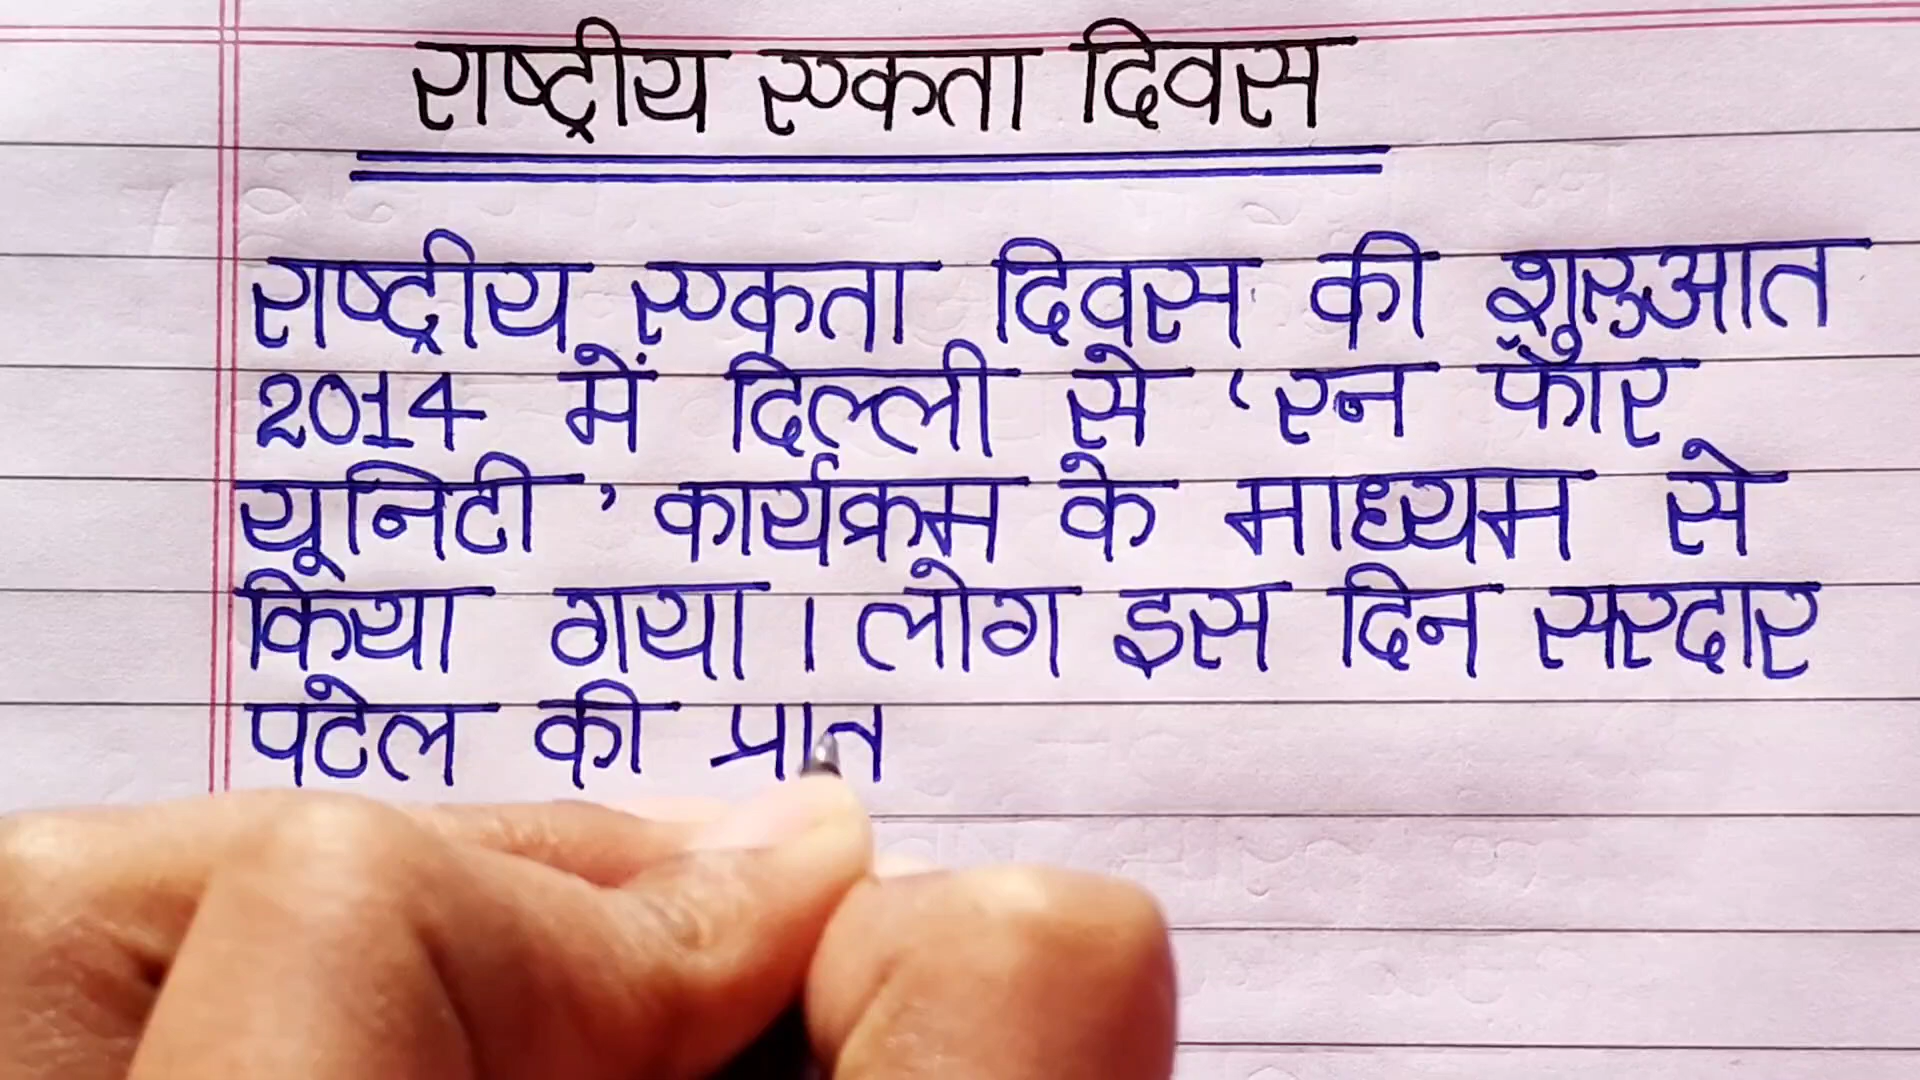 राष्ट्रीय एकता दिवस
राष्ट्रीय एकता दिवस की शुरुआत
2014 में दिल्ली से ‘रन फॉर
यूनिटी’ कार्यक्रम के माध्यम से
किया गया। लोग इस दिन सरदार
पटेल की